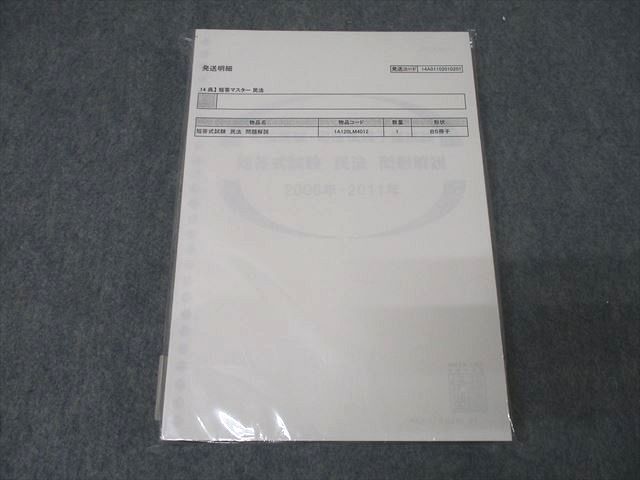 発送明細
発送コード 14A01102010201
14 呉】短答マスター 民法
物品名 物品コード 数量 形状
短答式試験 民法 問題解説 1A120LM4012 1 B5冊子
2006年-2011年